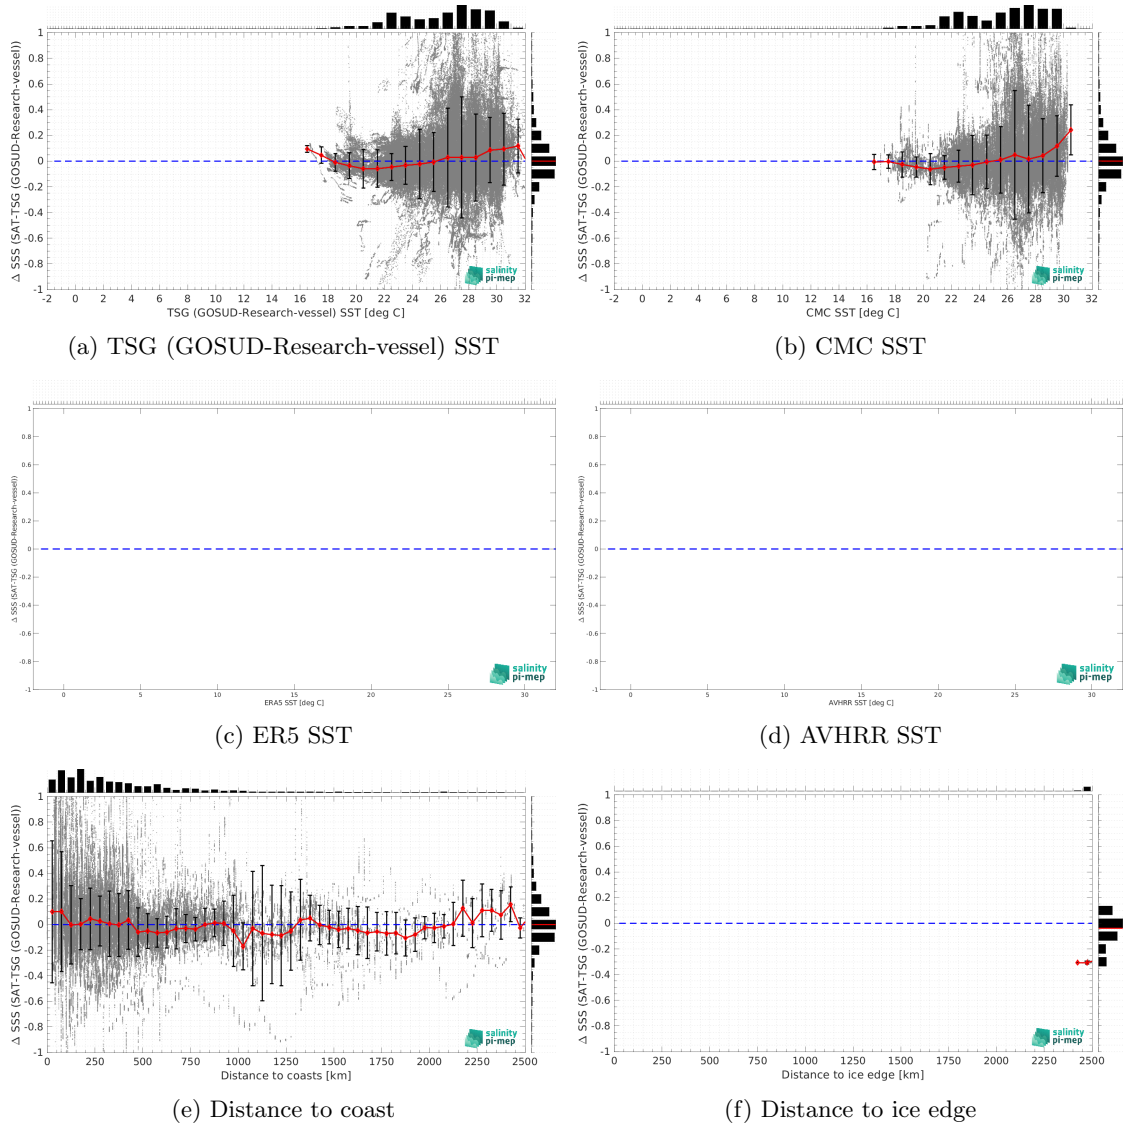 Δ SSS (SAT-TSG (GOSUD-Research-vessel))
1
0.8
0.6
0.4
0.2
0
-0.2
-0.4
-0.6
-0.8
-1
salinity
pi-mep
-2 0 2 4 6 8 10 12 14 16 18 20 22 24 26 28 30 32
TSG (GOSUD-Research-vessel) SST [deg C]
(a) TSG (GOSUD-Research-vessel) SST
Δ SSS (SAT-TSG (GOSUD-Research-vessel))
1
0.8
0.6
0.4
0.2
0
-0.2
-0.4
-0.6
-0.8
-1
salinity
pi-mep
-2 0 2 4 6 8 10 12 14 16 18 20 22 24 26 28 30 32
CMC SST [deg C]
(b) CMC SST
Δ SSS (SAT-TSG (GOSUD-Research-vessel))
1
0.8
0.6
0.4
0.2
0
-0.2
-0.4
-0.6
-0.8
-1
salinity
pi-mep
0 5 10 15 20 25 30
ERA5 SST [deg C]
(c) ER5 SST
Δ SSS (SAT-TSG (GOSUD-Research-vessel))
1
0.8
0.6
0.4
0.2
0
-0.2
-0.4
-0.6
-0.8
-1
salinity
pi-mep
0 5 10 15 20 25 30
AVHRR SST [deg C]
(d) AVHRR SST
Δ SSS (SAT-TSG (GOSUD-Research-vessel))
1
0.8
0.6
0.4
0.2
0
-0.2
-0.4
-0.6
-0.8
-1
salinity
pi-mep
0 250 500 750 1000 1250 1500 1750 2000 2250 2500
Distance to coasts [km]
(e) Distance to coast
Δ SSS (SAT-TSG (GOSUD-Research-vessel))
1
0.8
0.6
0.4
0.2
0
-0.2
-0.4
-0.6
-0.8
-1
salinity
pi-mep
0 250 500 750 1000 1250 1500 1750 2000 2250 2500
Distance to ice edge [km]
(f) Distance to ice edge